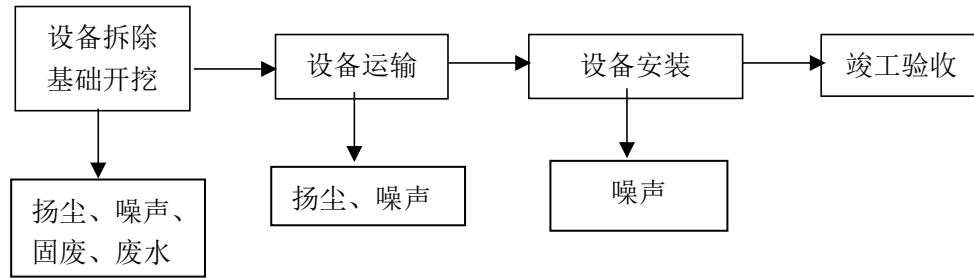 设备拆除
基础开挖
设备运输
设备安装
竣工验收
扬尘、噪声、
固废、废水
扬尘、噪声
噪声